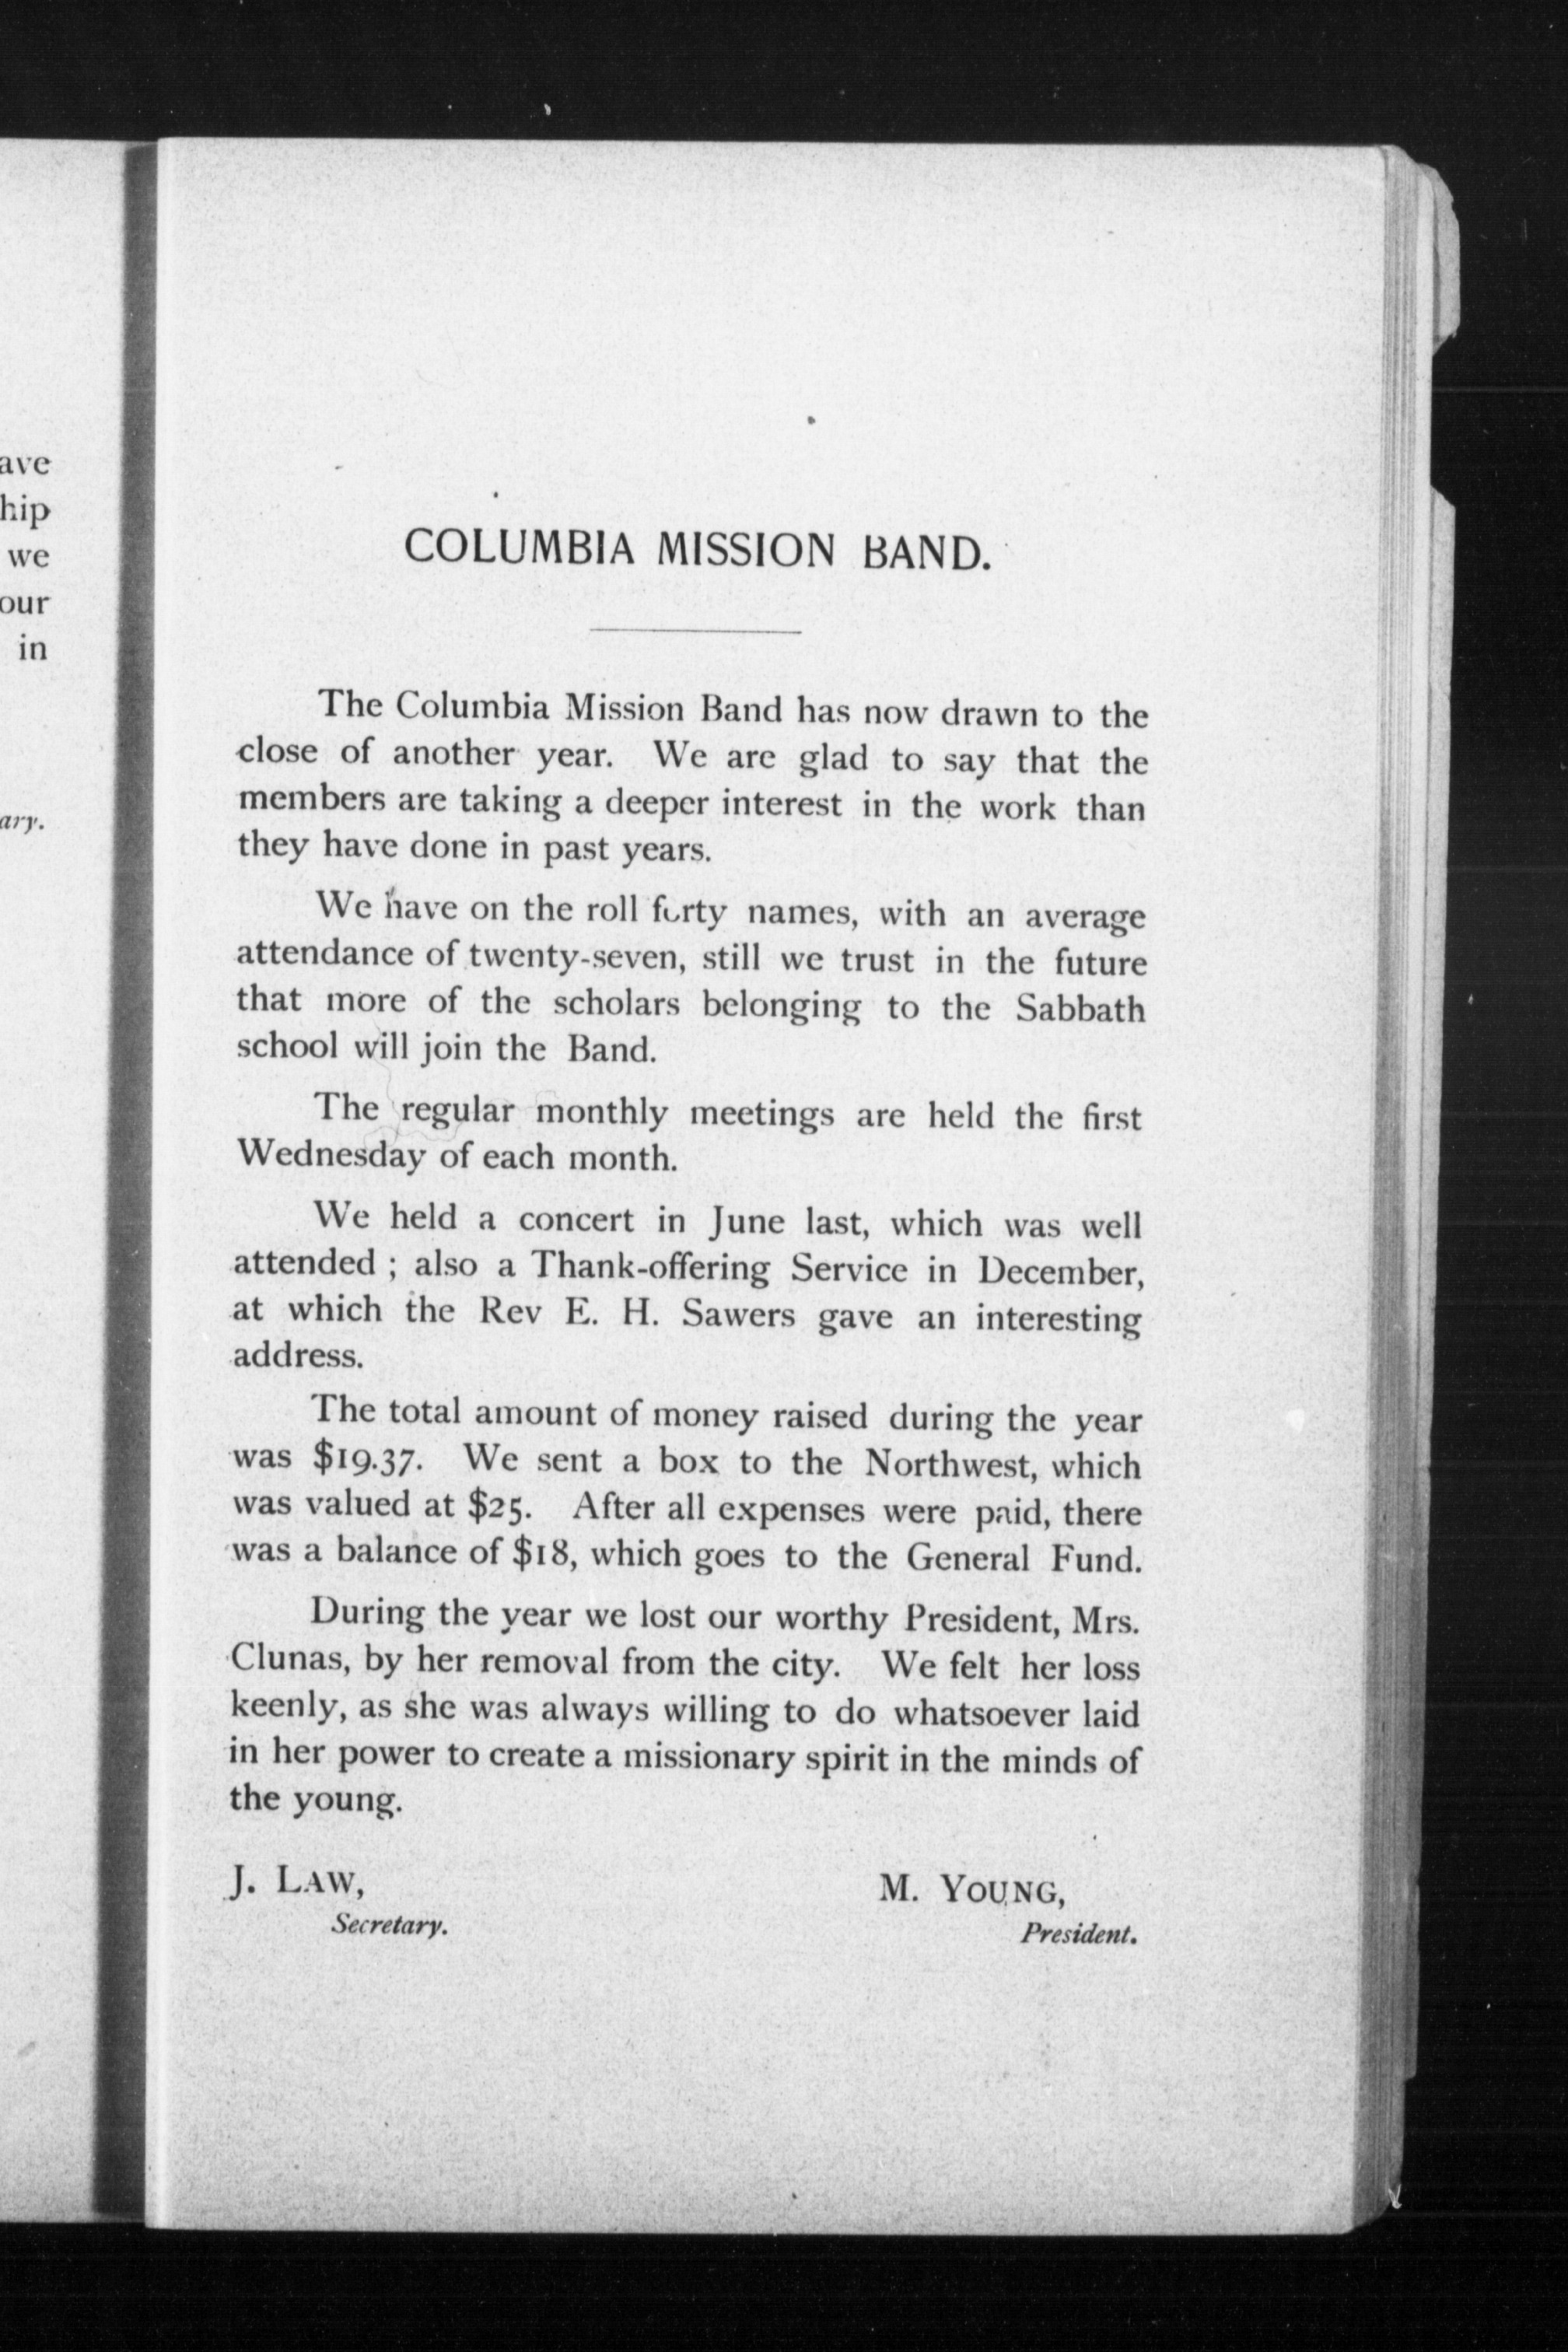 ave
hip
we
our
in
ary.
COLUMBIA MISSION BAND.
The Columbia Mission Band has now drawn to the
close of another year. We are glad to say that the
members are taking a deeper interest in the work than
they have done in past years.
We have on the roll forty names, with an average
attendance of twenty-seven, still we trust in the future
that more of the scholars belonging to the Sabbath
school will join the Band.
The regular monthly meetings are held the first
Wednesday of each month.
We held a concert in June last, which was well
attended ; also a Thank-offering Service in December,
at which the Rev E. H. Sawers gave an interesting
address.
The total amount of money raised during the year
was $19.37. We sent a box to the Northwest, which
was valued at $25. After all expenses were paid, there
was a balance of $18, which goes to the General Fund.
During the year we lost our worthy President, Mrs.
Clunas, by her removal from the city. We felt her loss
keenly, as she was always willing to do whatsoever laid
in her power to create a missionary spirit in the minds of
the young.
J. LAW,
Secretary.
M. YOUNG,
President.